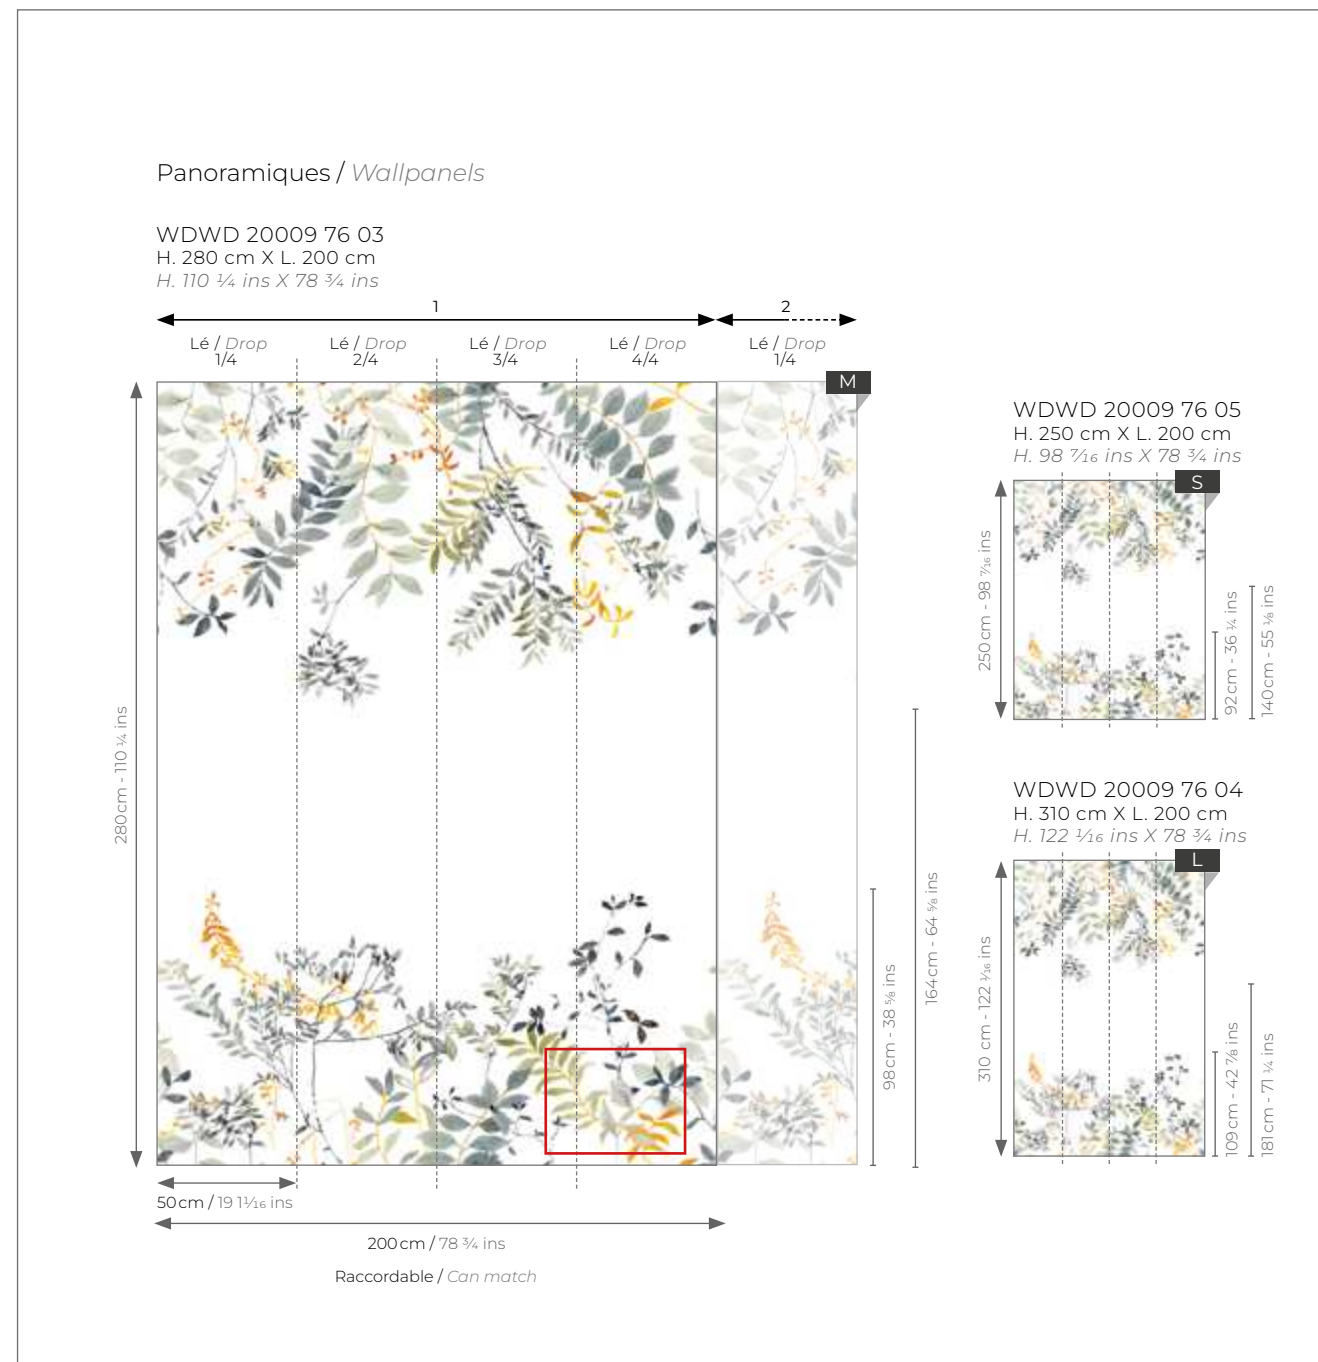 Panoramiques / Wallpanels
WDWD 20009 76 03
H. 280 cm X L. 200 cm
H. 110 ¼ ins X 78 ¾ ins
1
2
Lé / Drop
1/4
Lé / Drop
2/4
Lé / Drop
3/4
Lé / Drop
4/4
Lé / Drop
1/4
M
280cm - 110 ¼ ins
98cm - 38 ⅝ ins
164cm - 64 ⅝ ins
50cm / 19 1¹⁄₁₆ ins
200cm / 78 ¾ ins
Raccordable / Can match
WDWD 20009 76 05
H. 250 cm X L. 200 cm
H. 98 ⁷⁄₁₆ ins X 78 ¾ ins
S
250cm - 98 ⁷⁄₁₆ ins
92cm - 36 ¼ ins
140cm - 55 ⅛ ins
WDWD 20009 76 04
H. 310 cm X L. 200 cm
H. 122 ¹⁄₁₆ ins X 78 ¾ ins
L
310 cm - 122 ¹⁄₁₆ ins
109cm - 42 ⅞ ins
181cm - 71 ¼ ins